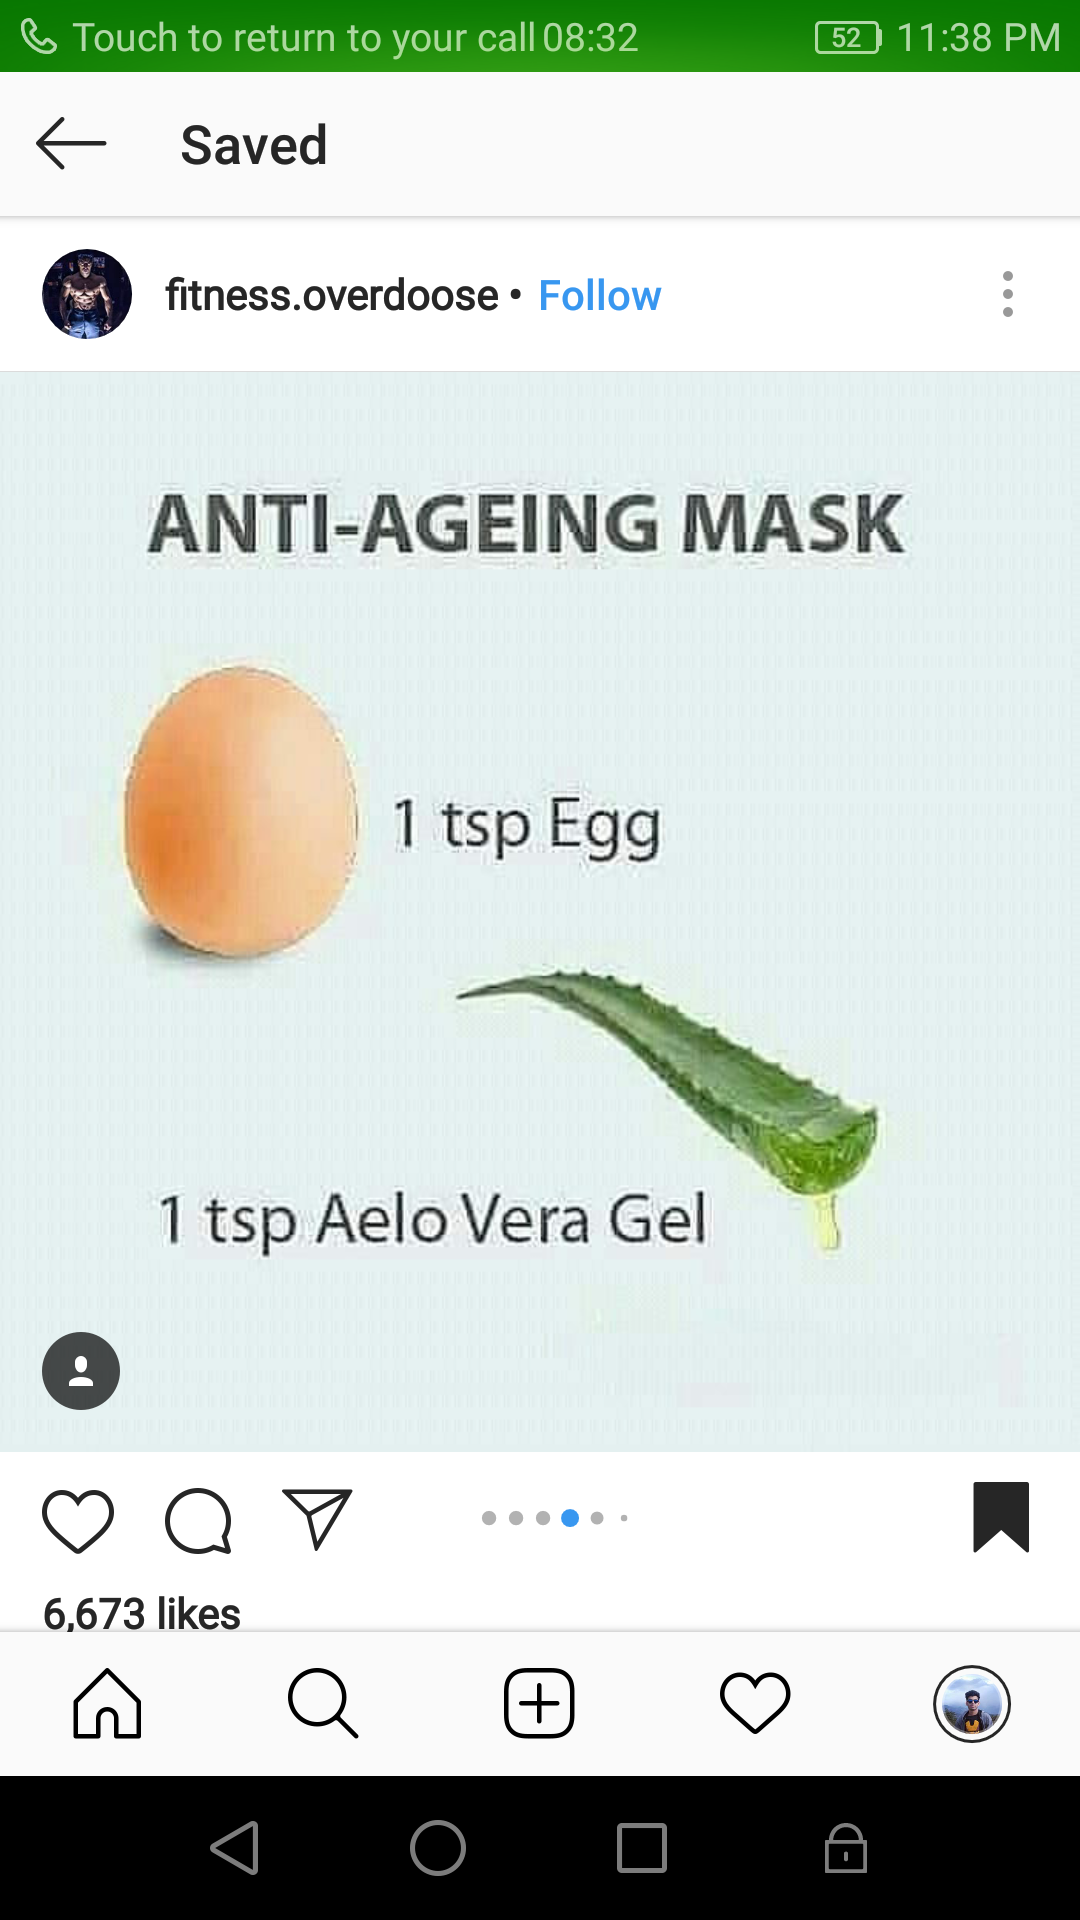 Touch to return to your call 08:32 52 11:38 PM
Saved
fitness.overdoose • Follow
ANTI-AGEING MASK
1 tsp Egg
1 tsp Aelo Vera Gel
6,673 likes